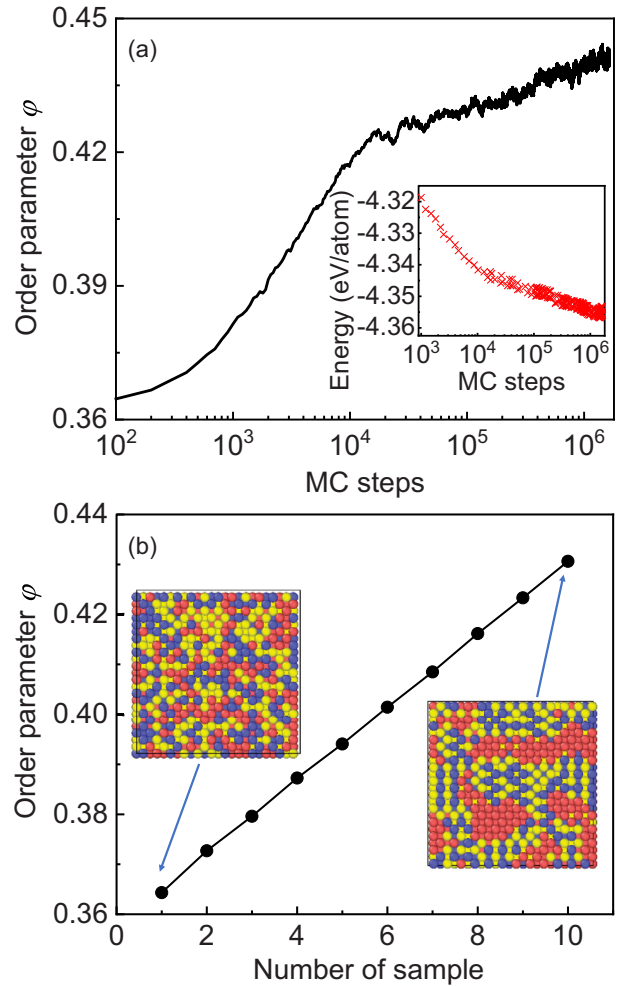 (a)
Order parameter φ
0.45
0.42
0.39
0.36
10² 10³ 10⁴ 10⁵ 10⁶
MC steps
Energy (eV/atom)
-4.32
-4.33
-4.34
-4.35
-4.36
10³ 10⁴ 10⁵ 10⁶
MC steps
(b)
Order parameter φ
0.44
0.42
0.40
0.38
0.36
0 2 4 6 8 10
Number of sample